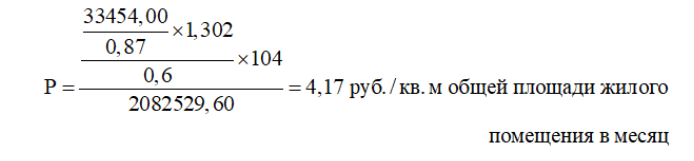 33454,00
0,87
×1,302
0,6
×104
P = 2082529,60 = 4,17 руб./кв. м общей площади жилого
помещения в месяц